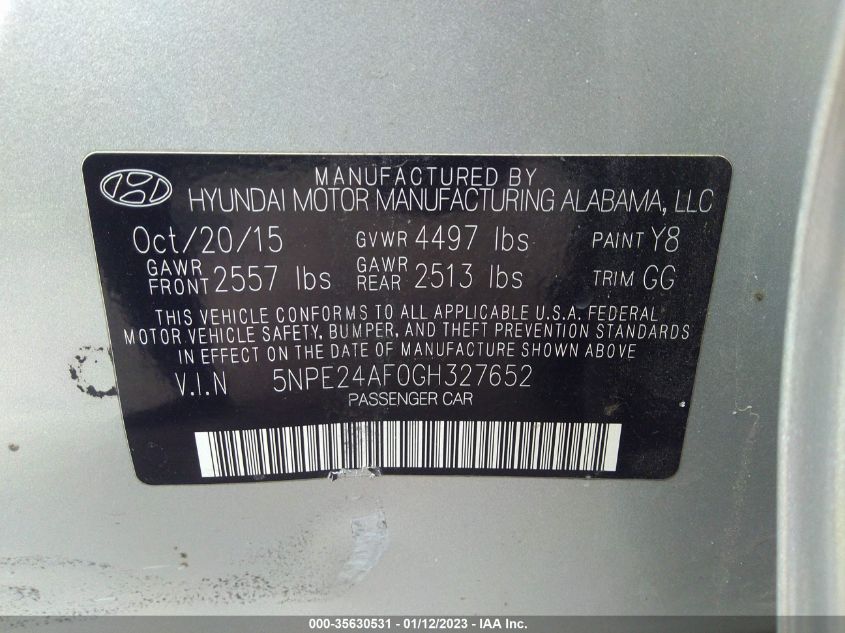 MANUFACTURED BY
HYUNDAI MOTOR MANUFACTURING ALABAMA, LLC
Oct/20/15 GVWR 4497 lbs PAINT Y8
GAWR FRONT 2557 lbs GAWR REAR 2513 lbs TRIM GG
THIS VEHICLE CONFORMS TO ALL APPLICABLE U.S.A. FEDERAL
MOTOR VEHICLE SAFETY, BUMPER, AND THEFT PREVENTION STANDARDS
IN EFFECT ON THE DATE OF MANUFACTURE SHOWN ABOVE
V.I.N 5NPE24AF0GH327652
PASSENGER CAR
000-35630531 - 01/12/2023 - © IAA Inc.